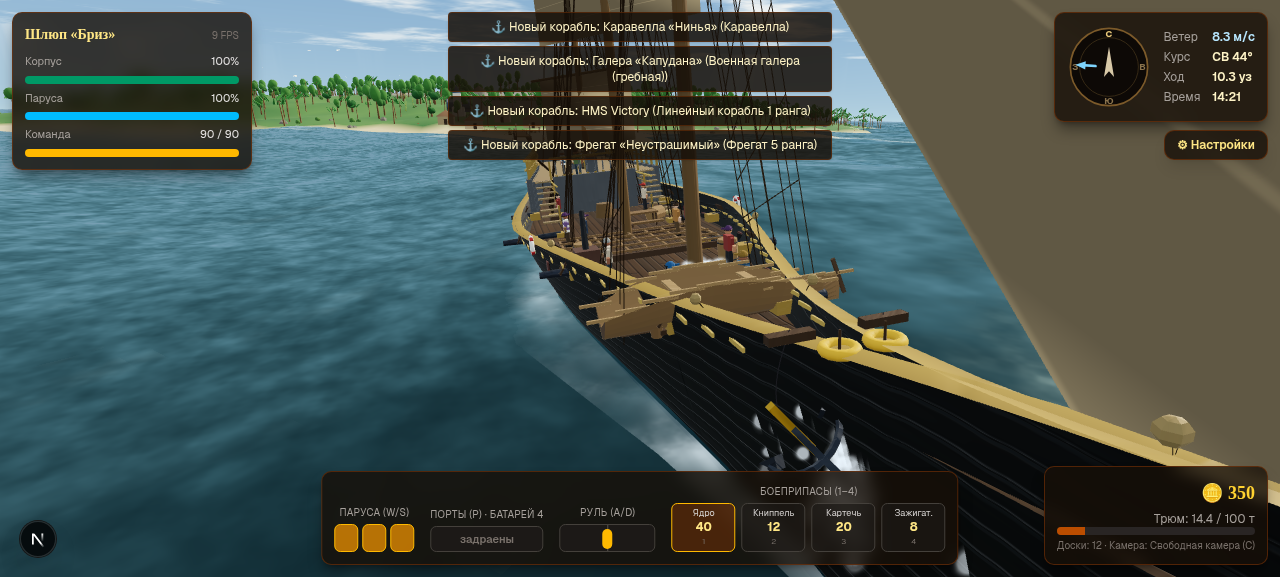 Шлюп «Бриз»
9 FPS
Корпус 100%
Паруса 100%
Команда 90 / 90
⚓ Новый корабль: Каравелла «Нинья» (Каравелла)
⚓ Новый корабль: Галера «Капудана» (Военная галера
(гребная))
⚓ Новый корабль: HMS Victory (Линейный корабль 1 ранга)
⚓ Новый корабль: Фрегат «Неустрашимый» (Фрегат 5 ранга)
С
З
В
Ю
Ветер 8.3 м/с
Курс СВ 44°
Ход 10.3 уз
Время 14:21
⚙ Настройки
ПАРУСА (W/S)
ПОРТЫ (P) · БАТАРЕЙ 4
задраены
РУЛЬ (A/D)
БОЕПРИПАСЫ (1–4)
Ядро
40
1
Книппель
12
2
Картечь
20
3
Зажигат.
8
4
350
Трюм: 14.4 / 100 т
Доски: 12 · Камера: Свободная камера (C)
N